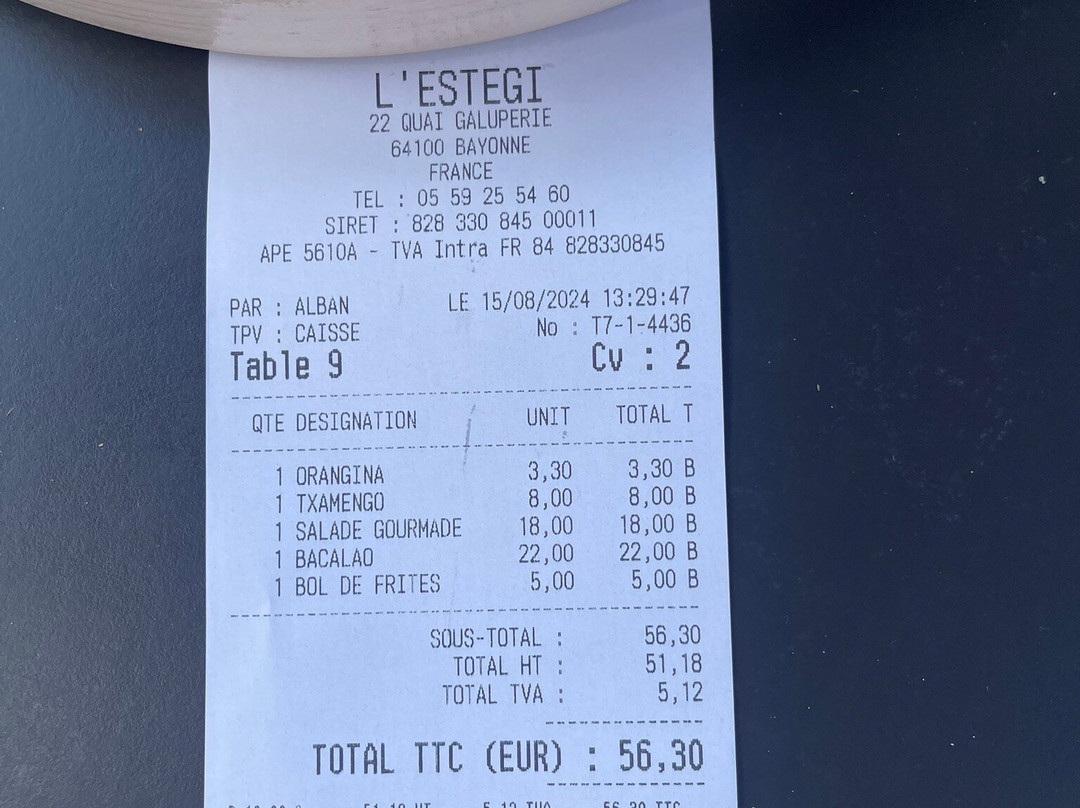 L'ESTEGI
22 QUAI GALUPERIE
64100 BAYONNE
FRANCE
TEL : 05 59 25 54 60
SIRET : 828 330 845 00011
APE 5610A - TVA Intra FR 84 828330845
PAR : ALBAN LE 15/08/2024 13:29:47
TPV : CAISSE No : T7-1-4436
Table 9 Cv : 2
QTE DESIGNATION UNIT TOTAL T
1 ORANGINA 3,30 3,30 B
1 TXAMENGO 8,00 8,00 B
1 SALADE GOURMADE 18,00 18,00 B
1 BACALAO 22,00 22,00 B
1 BOL DE FRITES 5,00 5,00 B
SOUS-TOTAL : 56,30
TOTAL HT : 51,18
TOTAL TVA : 5,12
TOTAL TTC (EUR) : 56,30